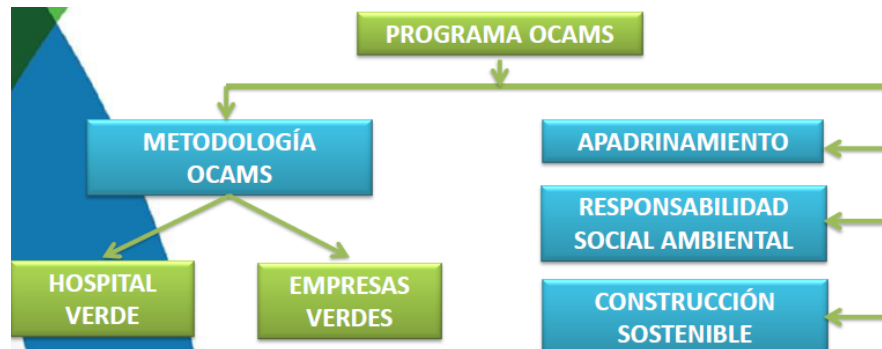 PROGRAMA OCAMS
METODOLOGÍA
OCAMS
APADRINAMIENTO
RESPONSABILIDAD
SOCIAL AMBIENTAL
HOSPITAL
VERDE
EMPRESAS
VERDES
CONSTRUCCIÓN
SOSTENIBLE